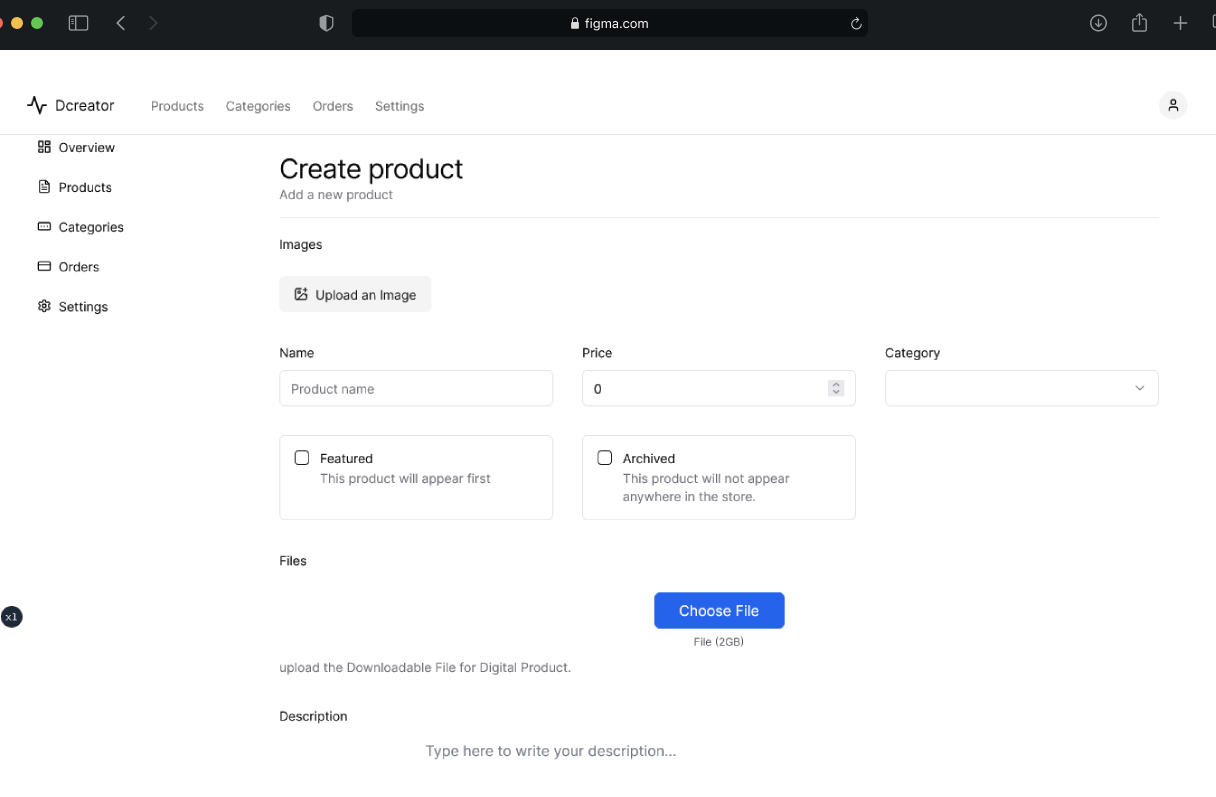 figma.com
Dcreator
Products
Categories
Orders
Settings
Overview
Products
Categories
Orders
Settings
Create product
Add a new product
Images
Upload an Image
Name
Price
Category
Product name
0
Featured
This product will appear first
Archived
This product will not appear
anywhere in the store.
Files
Choose File
File (2GB)
upload the Downloadable File for Digital Product.
xl
Description
Type here to write your description...